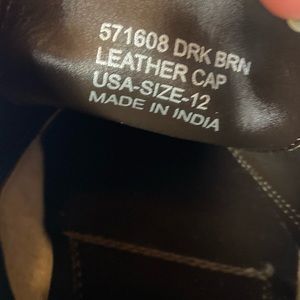 571608 DRK BRN
LEATHER CAP
USA-SIZE-12
MADE IN INDIA